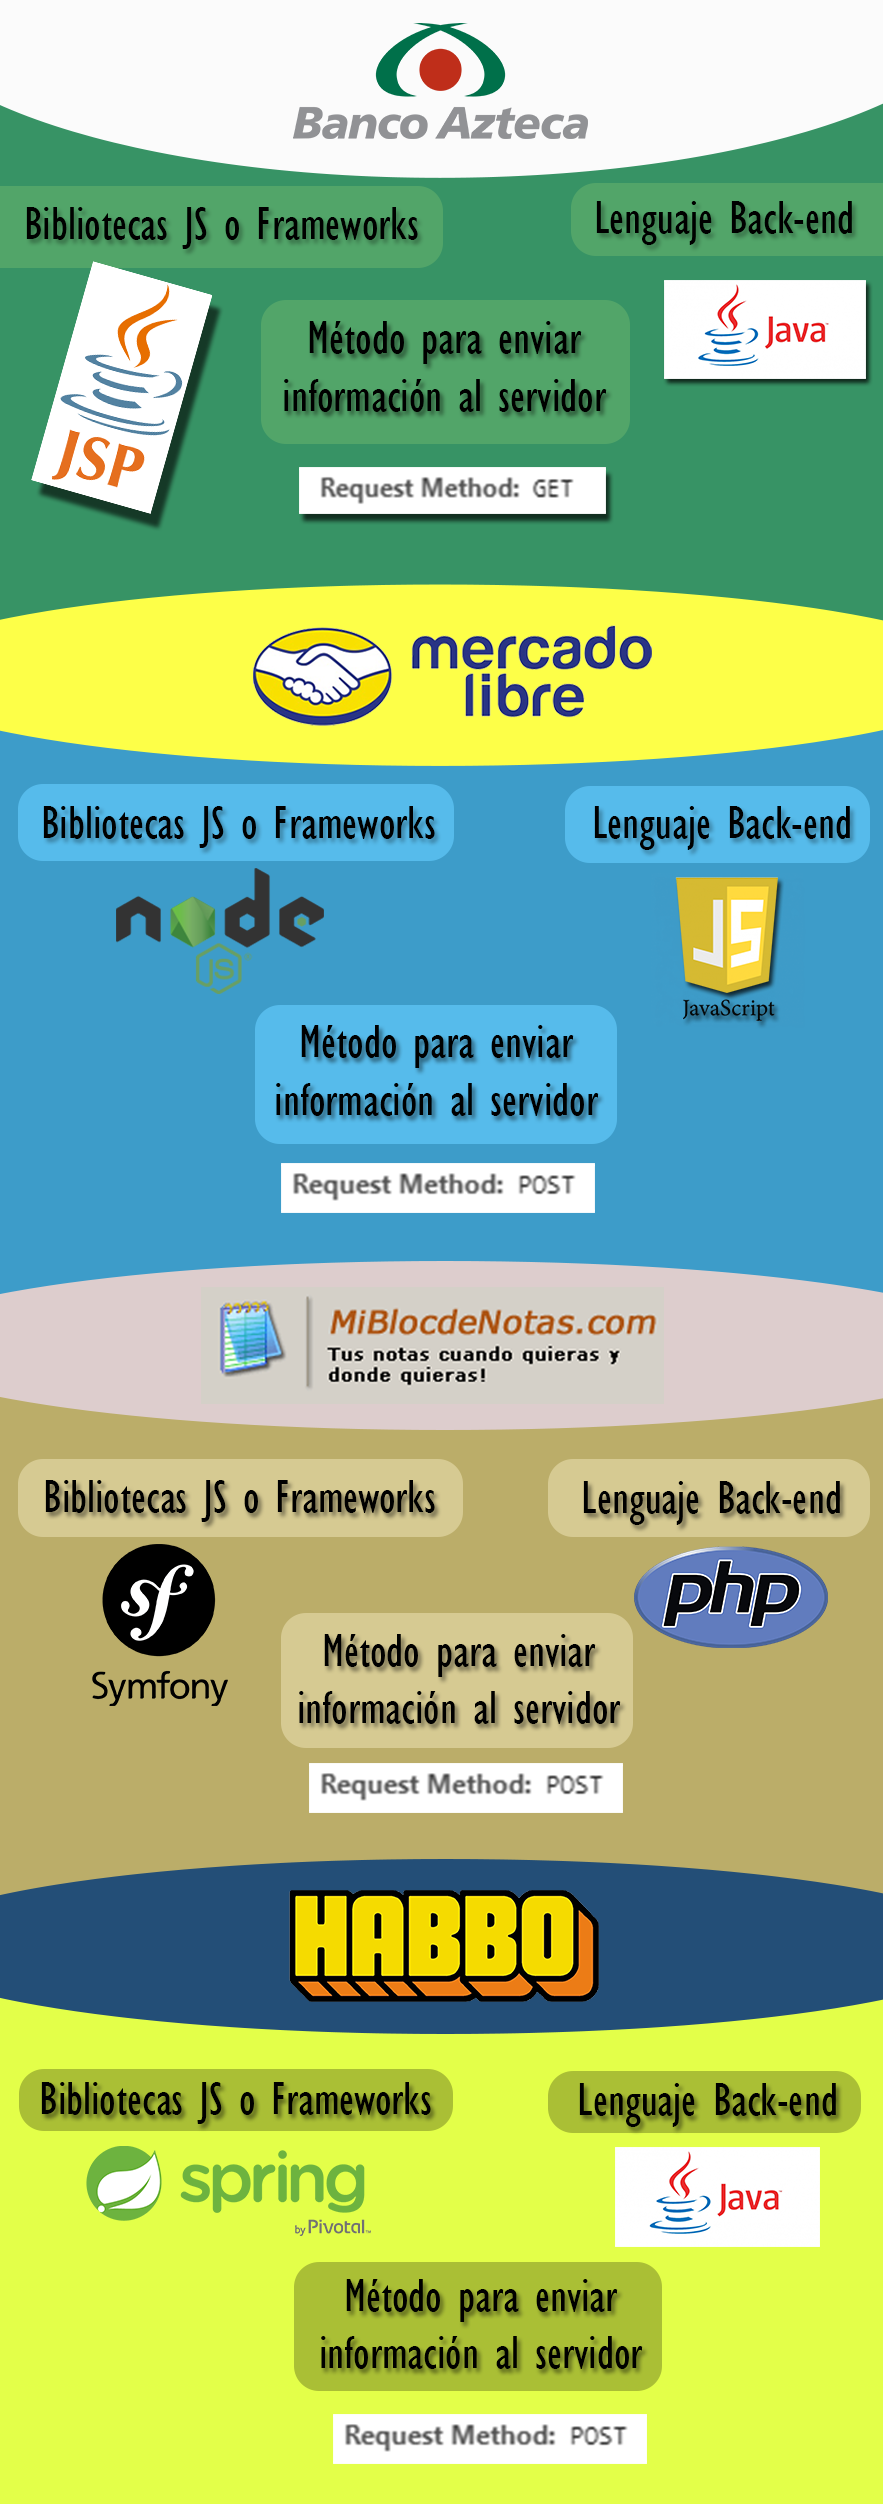 Banco Azteca
Bibliotecas JS o Frameworks
Lenguaje Back-end
JSP
Java
Método para enviar
información al servidor
Request Method: GET
mercado
libre
Bibliotecas JS o Frameworks
Lenguaje Back-end
node
JS
JS
JavaScript
Método para enviar
información al servidor
Request Method: POST
MiBlocdeNotas.com
Tus notas cuando quieras y
donde quieras!
Bibliotecas JS o Frameworks
Lenguaje Back-end
sf
Symfony
php
Método para enviar
información al servidor
Request Method: POST
HABBO
Bibliotecas JS o Frameworks
Lenguaje Back-end
spring
by Pivotal™
Java
Método para enviar
información al servidor
Request Method: POST